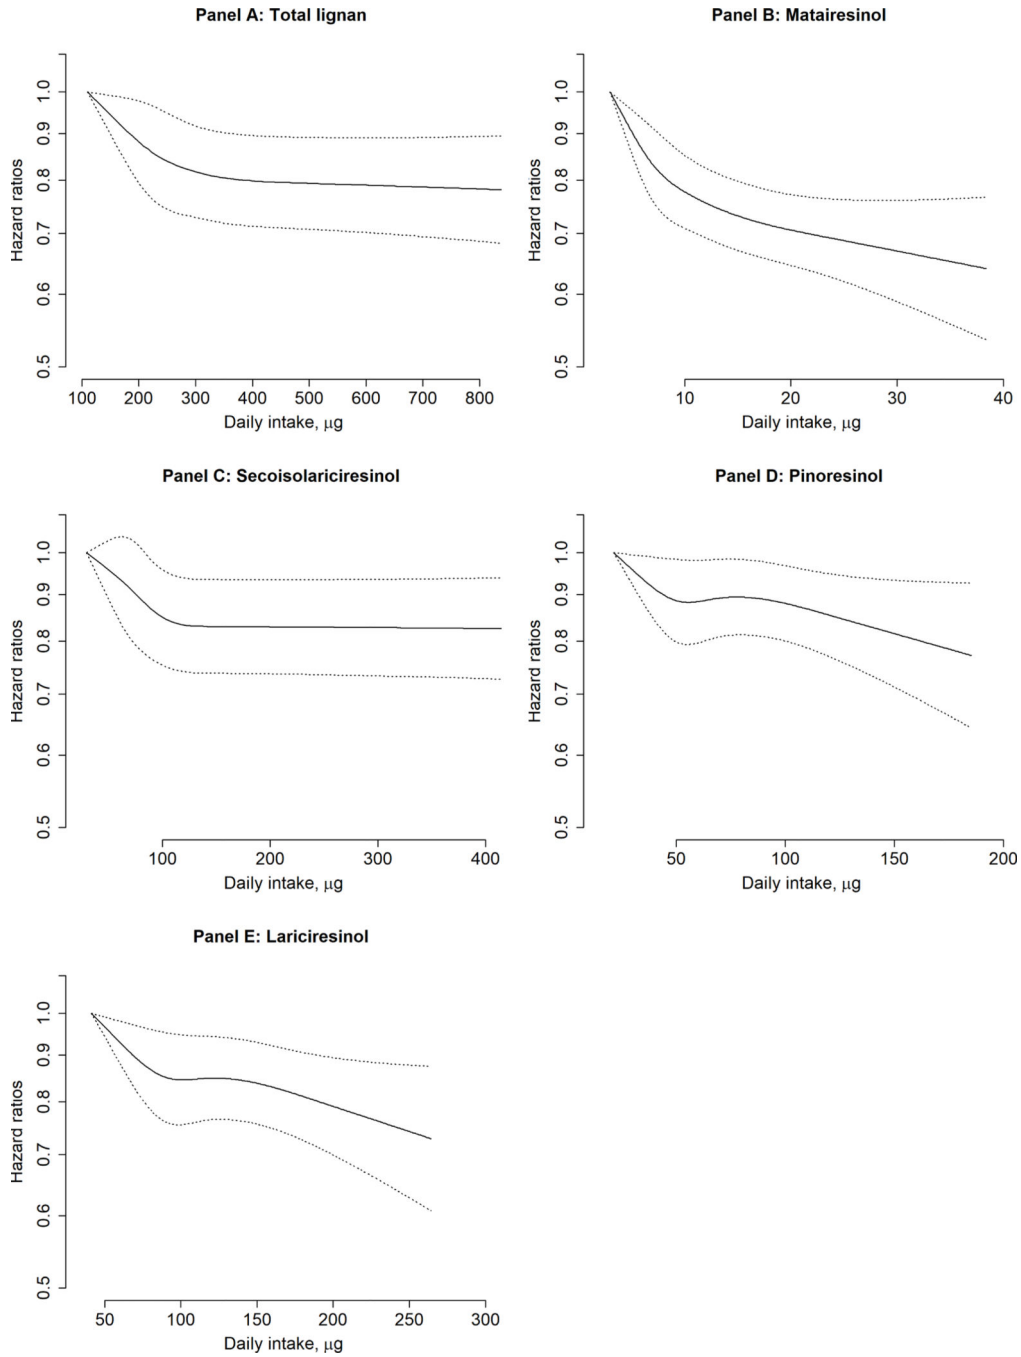 Panel A: Total lignan
Hazard ratios
1.0
0.9
0.8
0.7
0.6
0.5
100 200 300 400 500 600 700 800
Daily intake, μg
Panel B: Matairesinol
Hazard ratios
1.0
0.9
0.8
0.7
0.6
0.5
10 20 30 40
Daily intake, μg
Panel C: Secoisolariciresinol
Hazard ratios
1.0
0.9
0.8
0.7
0.6
0.5
100 200 300 400
Daily intake, μg
Panel D: Pinoresinol
Hazard ratios
1.0
0.9
0.8
0.7
0.6
0.5
50 100 150 200
Daily intake, μg
Panel E: Lariciresinol
Hazard ratios
1.0
0.9
0.8
0.7
0.6
0.5
50 100 150 200 250 300
Daily intake, μg